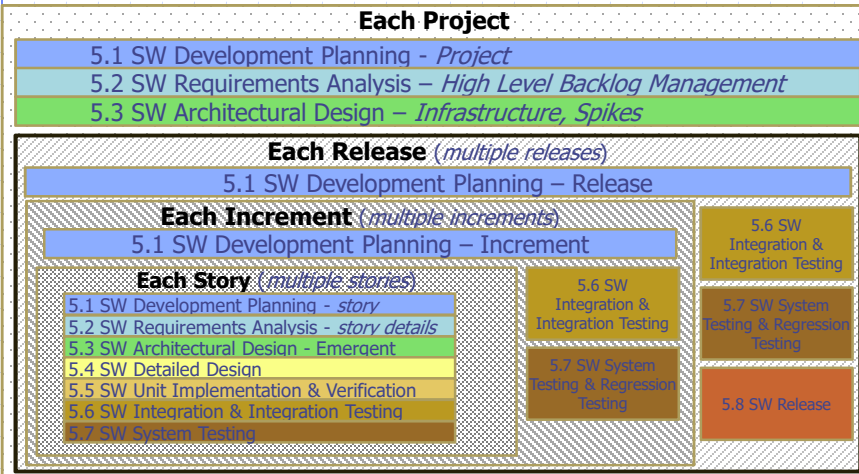 Each Project
5.1 SW Development Planning - Project
5.2 SW Requirements Analysis – High Level Backlog Management
5.3 SW Architectural Design – Infrastructure, Spikes
Each Release (multiple releases)
5.1 SW Development Planning – Release
Each Increment (multiple increments)
5.1 SW Development Planning – Increment
Each Story (multiple stories)
5.1 SW Development Planning - story
5.2 SW Requirements Analysis - story details
5.3 SW Architectural Design - Emergent
5.4 SW Detailed Design
5.5 SW Unit Implementation & Verification
5.6 SW Integration & Integration Testing
5.7 SW System Testing
5.6 SW
Integration &
Integration Testing
5.7 SW System
Testing & Regression
Testing
5.6 SW
Integration &
Integration Testing
5.7 SW System
Testing & Regression
Testing
5.8 SW Release